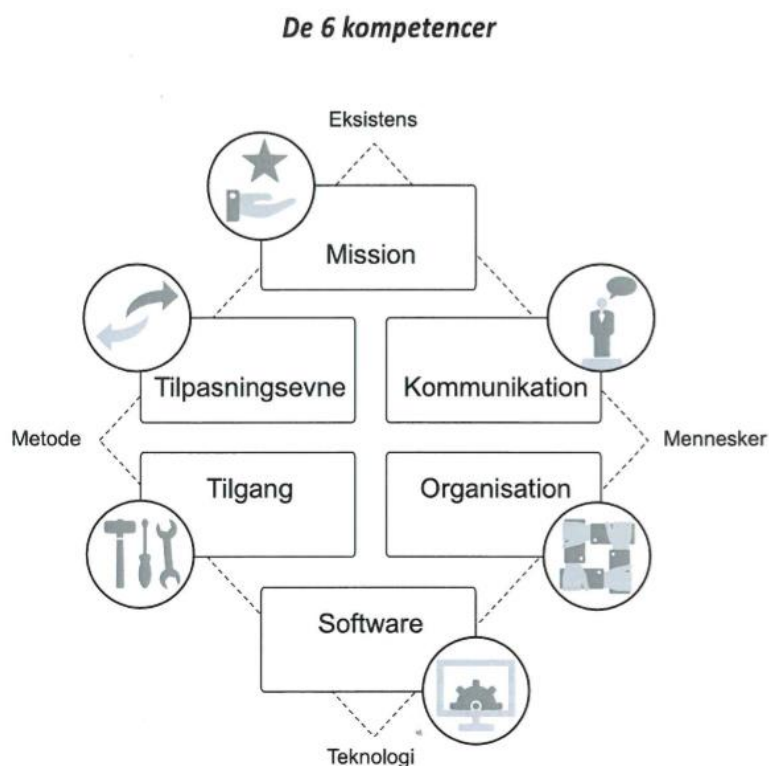 De 6 kompetencer
Eksistens
Mission
Tilpasningsevne
Kommunikation
Metode
Mennesker
Tilgang
Organisation
Software
Teknologi